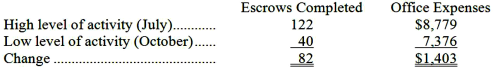 Escrows Completed Office Expenses
High level of activity (July)............ 122 $8,779
Low level of activity (October)...... 40 7,376
Change ............................................ 82 $1,403